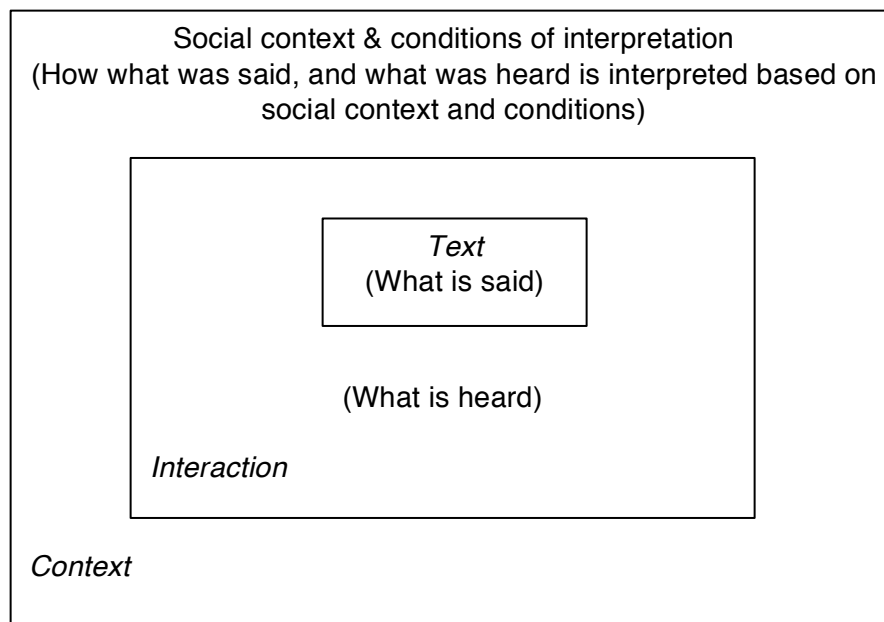 Social context & conditions of interpretation
(How what was said, and what was heard is interpreted based on
social context and conditions)
Text
(What is said)
(What is heard)
Interaction
Context